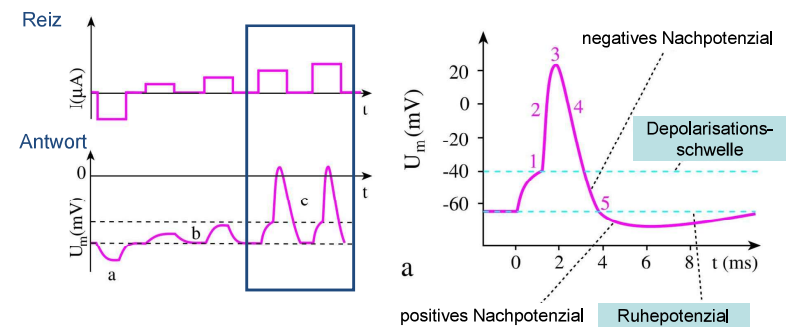 Reiz
I(µA)
t
Antwort
0
t
Um(mV)
a
b
c
Um(mV)
20
0
-20
-40
-60
1
2
3
4
5
negatives Nachpotenzial
Depolarisations-
schwelle
0
2
4
6
8
t (ms)
a
positives Nachpotenzial
Ruhepotenzial